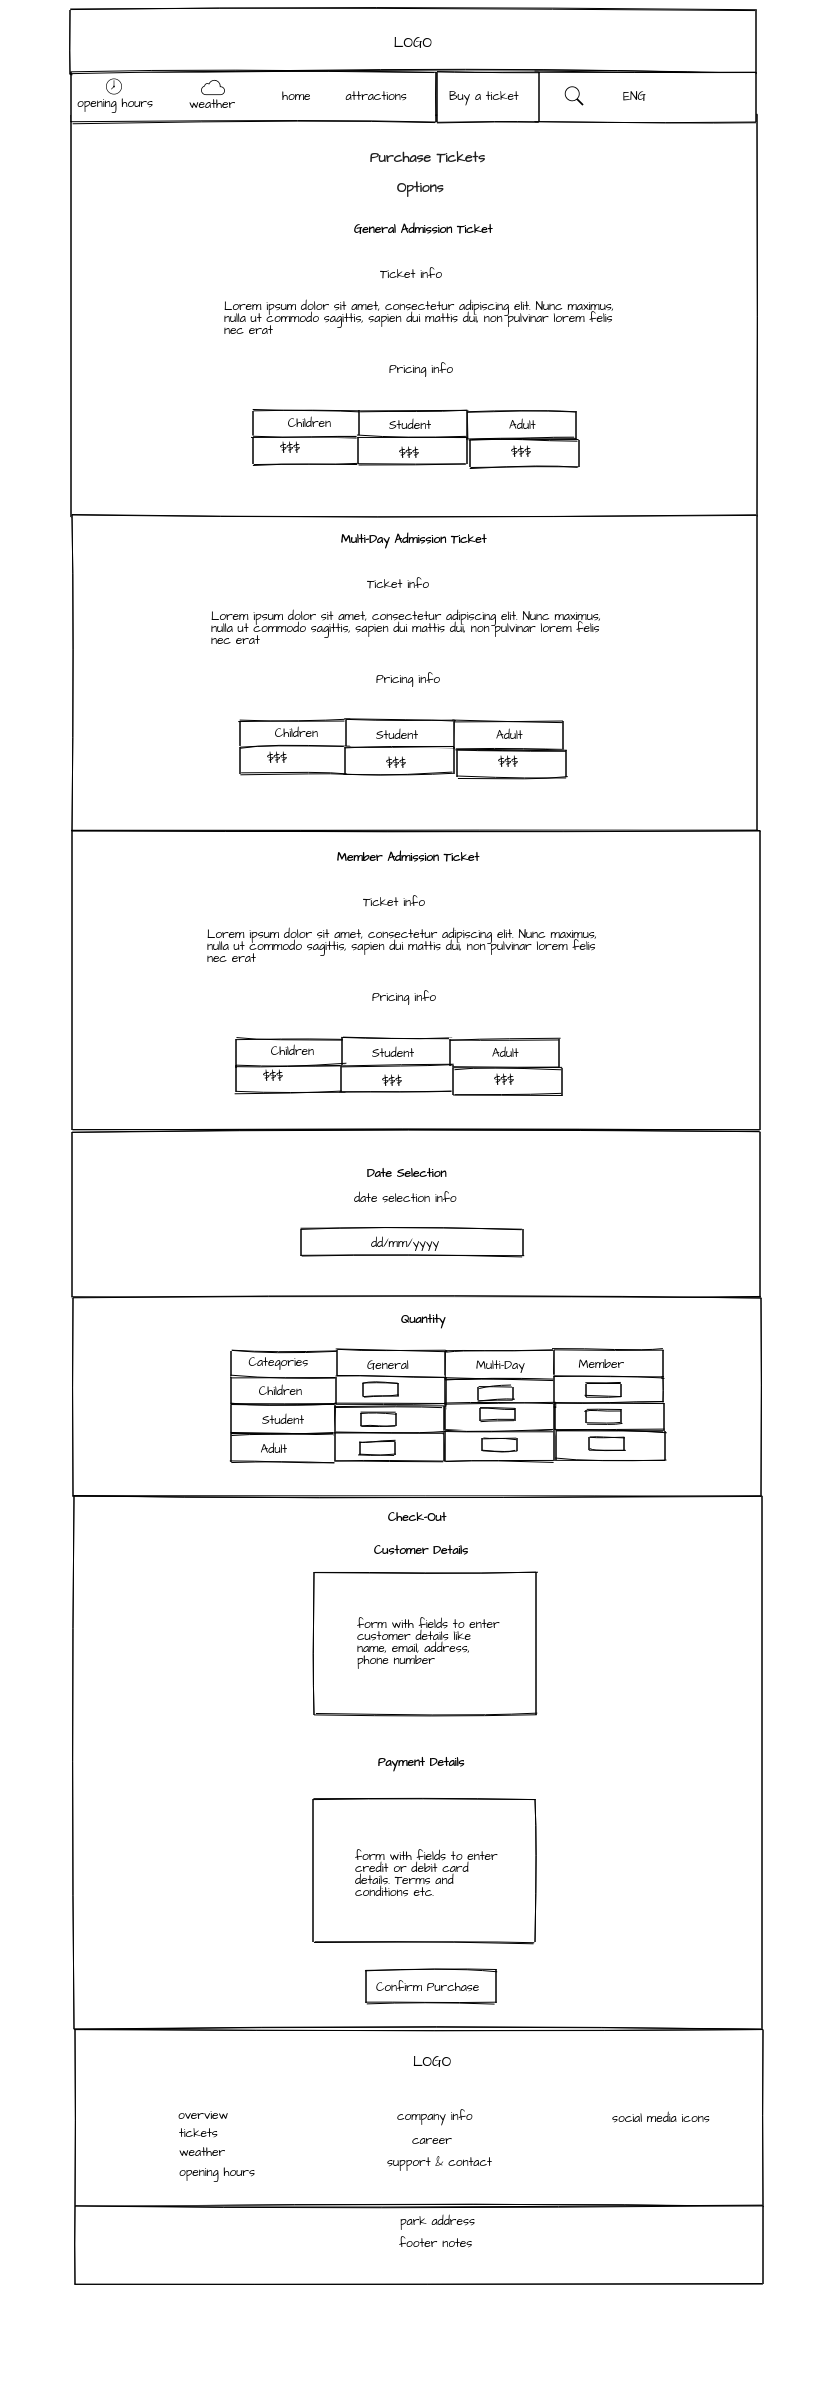 LOGO
opening hours
weather
home
attractions
Buy a ticket
ENG
Purchase Tickets
Options
General Admission Ticket
Ticket info
Lorem ipsum dolor sit amet, consectetur adipiscing elit. Nunc maximus,
nulla ut commodo sagittis, sapien dui mattis dui, non pulvinar lorem felis
nec erat
Pricing info
Children Student Adult
$$$ $$$ $$$
Multi-Day Admission Ticket
Ticket info
Lorem ipsum dolor sit amet, consectetur adipiscing elit. Nunc maximus,
nulla ut commodo sagittis, sapien dui mattis dui, non pulvinar lorem felis
nec erat
Pricing info
Children Student Adult
$$$ $$$ $$$
Member Admission Ticket
Ticket info
Lorem ipsum dolor sit amet, consectetur adipiscing elit. Nunc maximus,
nulla ut commodo sagittis, sapien dui mattis dui, non pulvinar lorem felis
nec erat
Pricing info
Children Student Adult
$$$ $$$ $$$
Date Selection
date selection info
dd/mm/yyyy
Quantity
Categories General Multi-Day Member
Children
Student
Adult
Check-Out
Customer Details
form with fields to enter
customer details like
name, email, address,
phone number
Payment Details
form with fields to enter
credit or debit card
details. Terms and
conditions etc.
Confirm Purchase
LOGO
overview
tickets
weather
opening hours
company info
career
support & contact
social media icons
park address
footer notes